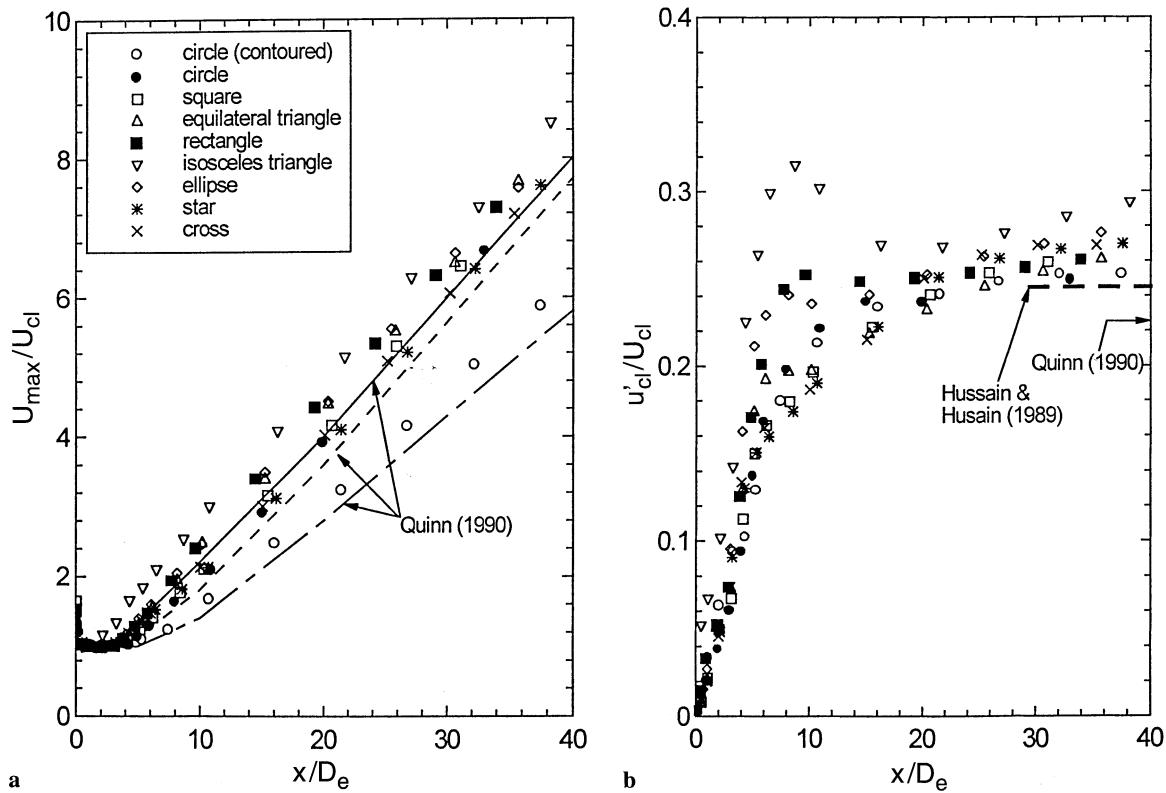 10
8
6
4
2
0
U_max/U_cl
circle (contoured)
circle
square
equilateral triangle
rectangle
isosceles triangle
ellipse
star
cross
Quinn (1990)
0
10
20
30
40
x/D_e
a
0.4
0.3
0.2
0.1
0
u'_cl/U_cl
Quinn (1990)
Hussain &
Husain (1989)
0
10
20
30
40
x/D_e
b